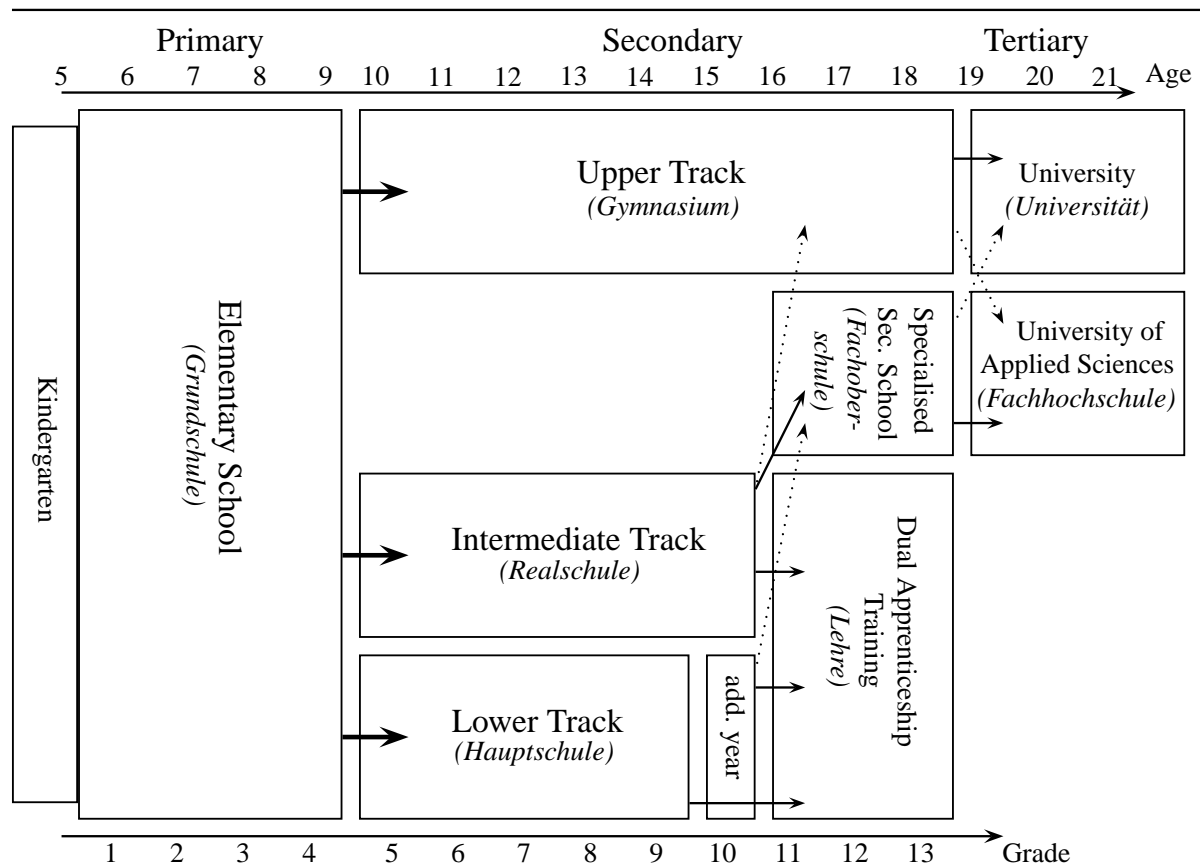 Primary Secondary Tertiary
5 6 7 8 9 10 11 12 13 14 15 16 17 18 19 20 21 Age
Kindergarten
Elementary School
(Grundschule)
Upper Track
(Gymnasium)
University
(Universität)
Specialised
Sec. School
(Fachober-
schule)
University of
Applied Sciences
(Fachhochschule)
Intermediate Track
(Realschule)
Dual Apprenticeship
Training
(Lehre)
Lower Track
(Hauptschule)
add. year
1 2 3 4 5 6 7 8 9 10 11 12 13 Grade